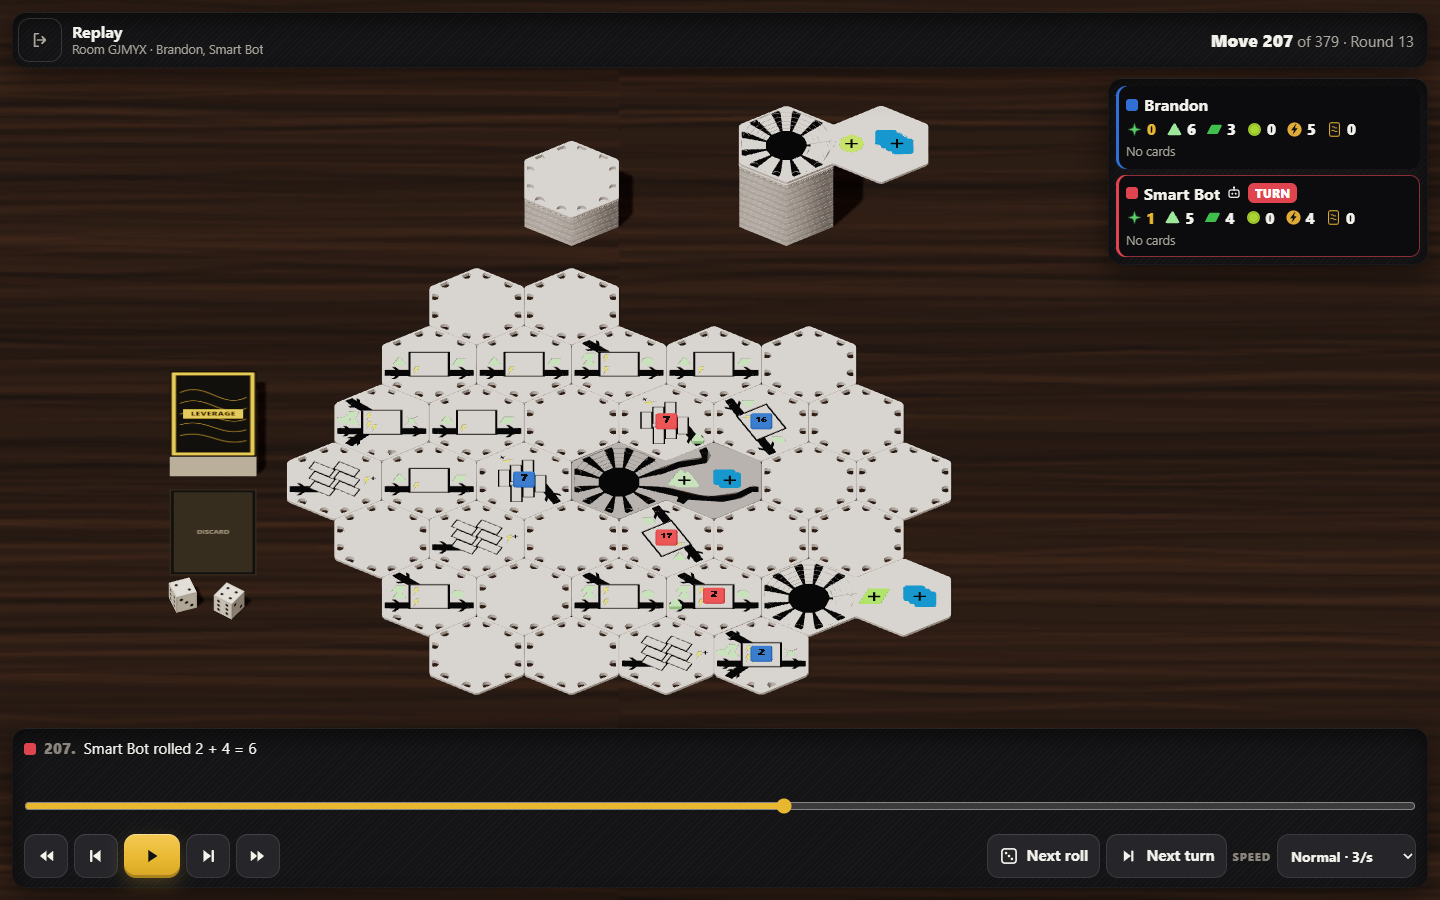 Replay
Room GJMYX · Brandon, Smart Bot
Move 207 of 379 · Round 13
Brandon
0 6 3 0 5 0
No cards
Smart Bot TURN
1 5 4 0 4 0
No cards
7
16
LEVERAGE
7
17
DISCARD
2
2
207. Smart Bot rolled 2 + 4 = 6
Next roll
Next turn
SPEED
Normal · 3/s